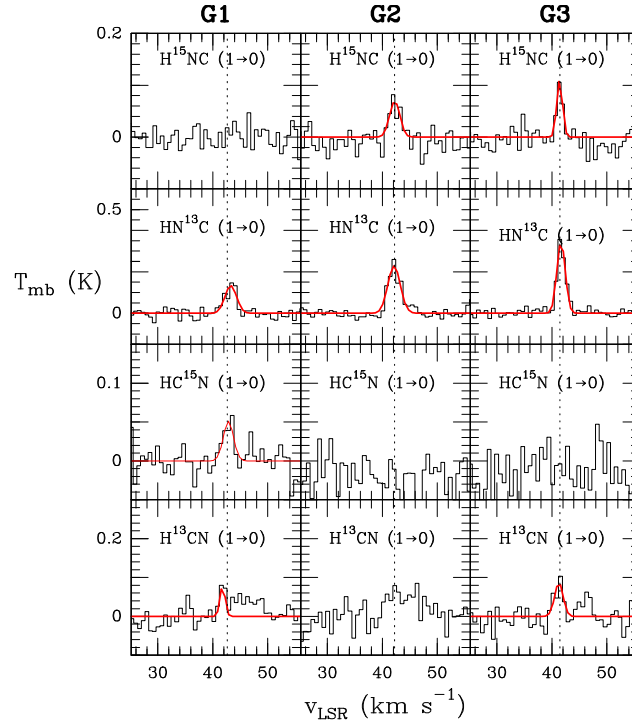 G1 G2 G3
0.2
H¹⁵NC (1→0) H¹⁵NC (1→0) H¹⁵NC (1→0)
0
0.5
HN¹³C (1→0) HN¹³C (1→0) HN¹³C (1→0)
T_mb (K)
0
HC¹⁵N (1→0) HC¹⁵N (1→0) HC¹⁵N (1→0)
0.1
0
H¹³CN (1→0) H¹³CN (1→0) H¹³CN (1→0)
0.2
0
30 40 50 30 40 50 30 40 50
v_LSR (km s⁻¹)